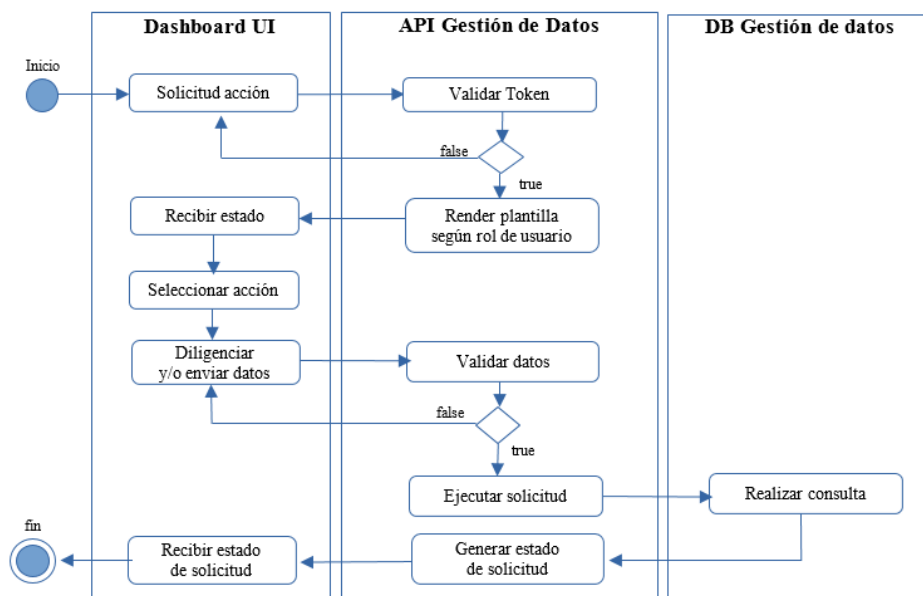 Dashboard UI
API Gestión de Datos
DB Gestión de datos
Inicio
Solicitud acción
Validar Token
false
true
Recibir estado
Render plantilla
según rol de usuario
Seleccionar acción
Diligenciar
y/o enviar datos
Validar datos
false
true
Ejecutar solicitud
Realizar consulta
fin
Recibir estado
de solicitud
Generar estado
de solicitud